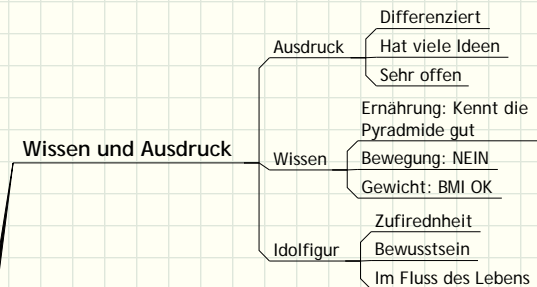 Wissen und Ausdruck
Ausdruck
Differenziert
Hat viele Ideen
Sehr offen
Wissen
Ernährung: Kennt die
Pyradmide gut
Bewegung: NEIN
Gewicht: BMI OK
Idolfigur
Zufirednheit
Bewusstsein
Im Fluss des Lebens